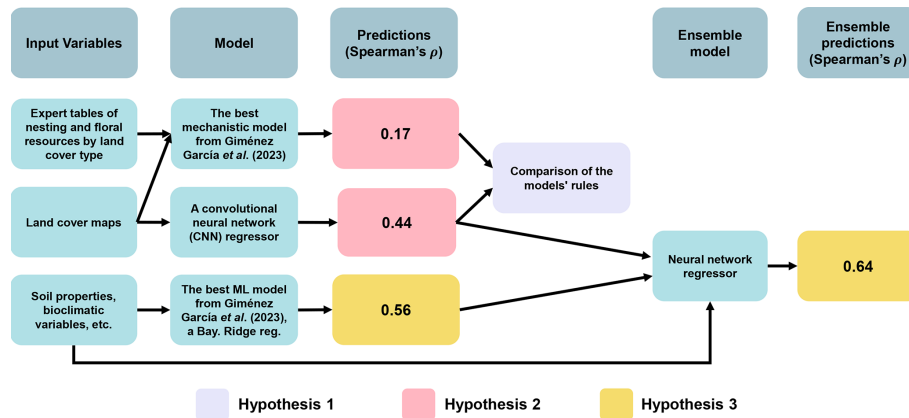 Input Variables
Model
Predictions
(Spearman's ρ)
Ensemble
model
Ensemble
predictions
(Spearman's ρ)
Expert tables of
nesting and floral
resources by land
cover type
The best
mechanistic model
from Giménez
García et al. (2023)
0.17
Comparison of the
models' rules
Land cover maps
A convolutional
neural network
(CNN) regressor
0.44
Neural network
regressor
0.64
Soil properties,
bioclimatic
variables, etc.
The best ML model
from Giménez
García et al. (2023),
a Bay. Ridge reg.
0.56
Hypothesis 1
Hypothesis 2
Hypothesis 3